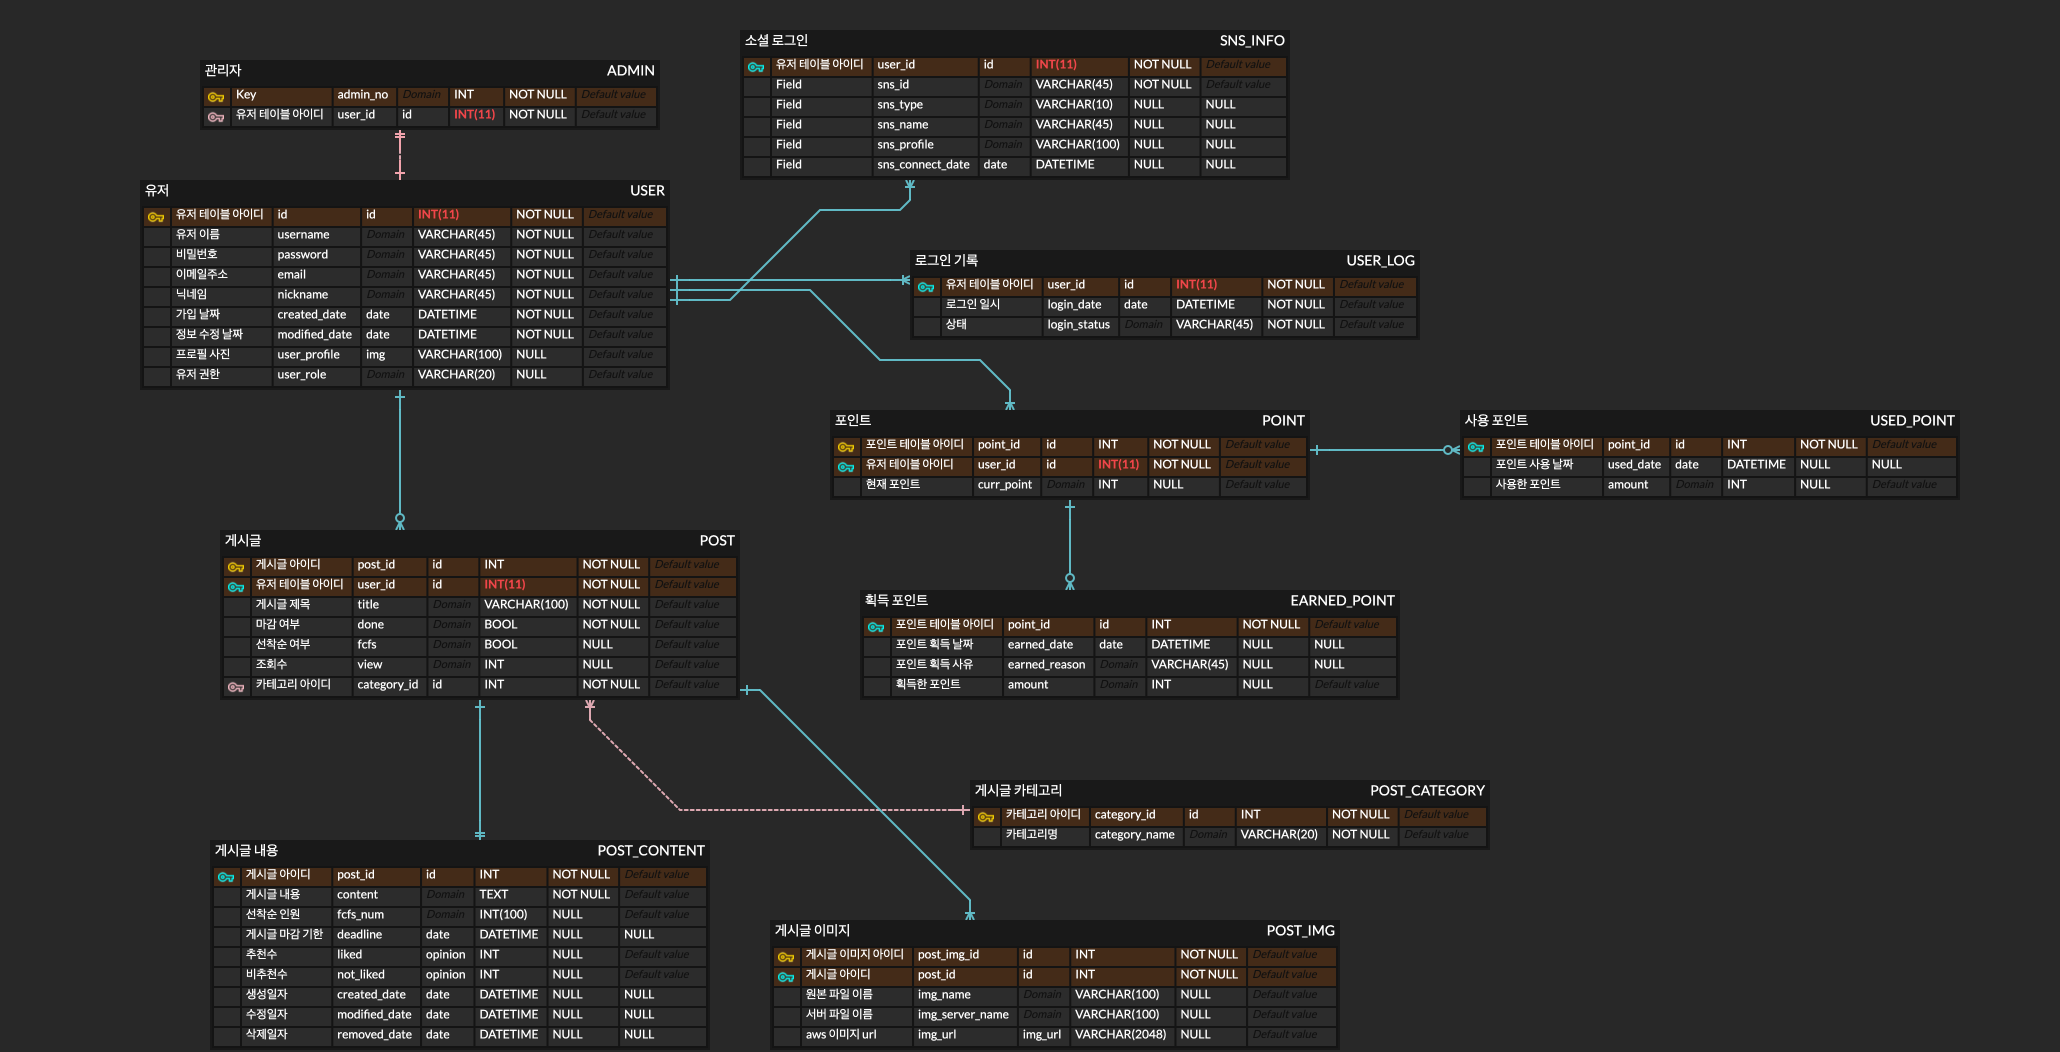 관리자 ADMIN
Key admin_no Domain INT NOT NULL Default value
유저 테이블 아이디 user_id id INT(11) NOT NULL Default value
소셜 로그인 SNS_INFO
유저 테이블 아이디 user_id id INT(11) NOT NULL Default value
Field sns_id Domain VARCHAR(45) NOT NULL Default value
Field sns_type Domain VARCHAR(10) NULL NULL
Field sns_name Domain VARCHAR(45) NULL NULL
Field sns_profile Domain VARCHAR(100) NULL NULL
Field sns_connect_date date DATETIME NULL NULL
유저 USER
유저 테이블 아이디 id id INT(11) NOT NULL Default value
유저 이름 username Domain VARCHAR(45) NOT NULL Default value
비밀번호 password Domain VARCHAR(45) NOT NULL Default value
이메일주소 email Domain VARCHAR(45) NOT NULL Default value
닉네임 nickname Domain VARCHAR(45) NOT NULL Default value
가입 날짜 created_date date DATETIME NOT NULL Default value
정보 수정 날짜 modified_date date DATETIME NOT NULL Default value
프로필 사진 user_profile img VARCHAR(100) NULL Default value
유저 권한 user_role Domain VARCHAR(20) NULL Default value
로그인 기록 USER_LOG
유저 테이블 아이디 user_id id INT(11) NOT NULL Default value
로그인 일시 login_date date DATETIME NOT NULL Default value
상태 login_status Domain VARCHAR(45) NOT NULL Default value
포인트 POINT
포인트 테이블 아이디 point_id id INT NOT NULL Default value
유저 테이블 아이디 user_id id INT(11) NOT NULL Default value
현재 포인트 curr_point Domain INT NULL Default value
사용 포인트 USED_POINT
포인트 테이블 아이디 point_id id INT NOT NULL Default value
포인트 사용 날짜 used_date date DATETIME NULL NULL
사용한 포인트 amount Domain INT NULL Default value
게시글 POST
게시글 아이디 post_id id INT NOT NULL Default value
유저 테이블 아이디 user_id id INT(11) NOT NULL Default value
게시글 제목 title Domain VARCHAR(100) NOT NULL Default value
마감 여부 done Domain BOOL NOT NULL Default value
선착순 여부 fcfs Domain BOOL NULL Default value
조회수 view Domain INT NULL Default value
카테고리 아이디 category_id id INT NOT NULL Default value
획득 포인트 EARNED_POINT
포인트 테이블 아이디 point_id id INT NOT NULL Default value
포인트 획득 날짜 earned_date date DATETIME NULL NULL
포인트 획득 사유 earned_reason Domain VARCHAR(45) NULL NULL
획득한 포인트 amount Domain INT NULL Default value
게시글 카테고리 POST_CATEGORY
카테고리 아이디 category_id id INT NOT NULL Default value
카테고리명 category_name Domain VARCHAR(20) NOT NULL Default value
게시글 내용 POST_CONTENT
게시글 아이디 post_id id INT NOT NULL Default value
게시글 내용 content Domain TEXT NOT NULL Default value
선착순 인원 fcfs_num Domain INT(100) NULL Default value
게시글 마감 기한 deadline date DATETIME NULL NULL
추천수 liked opinion INT NULL Default value
비추천수 not_liked opinion INT NULL Default value
생성일자 created_date date DATETIME NULL NULL
수정일자 modified_date date DATETIME NULL NULL
삭제일자 removed_date date DATETIME NULL NULL
게시글 이미지 POST_IMG
게시글 이미지 아이디 post_img_id id INT NOT NULL Default value
게시글 아이디 post_id id INT NOT NULL Default value
원본 파일 이름 img_name Domain VARCHAR(100) NULL Default value
서버 파일 이름 img_server_name Domain VARCHAR(100) NULL Default value
aws 이미지 url img_url img_url VARCHAR(2048) NULL Default value